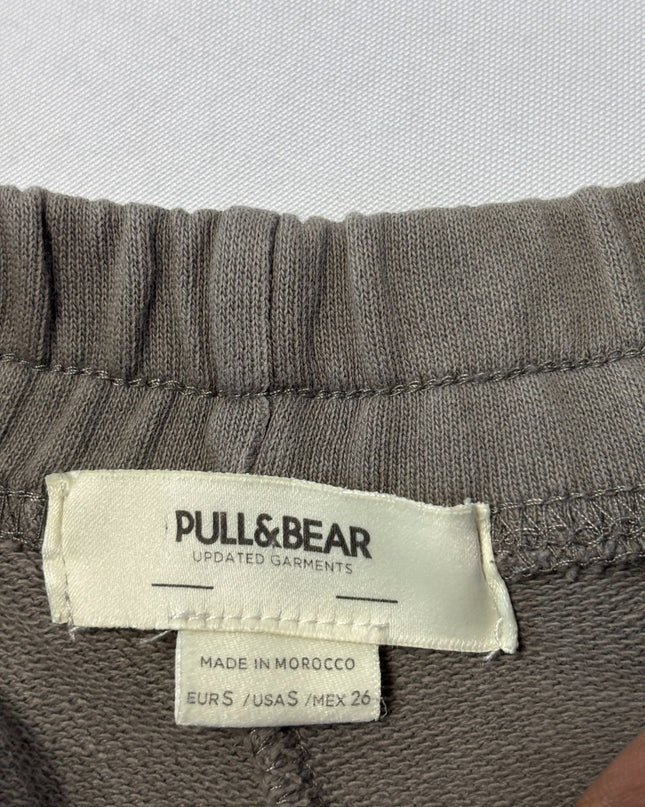 PULL&BEAR
UPDATED GARMENTS
MADE IN MOROCCO
EUR S / USA S / MEX 26